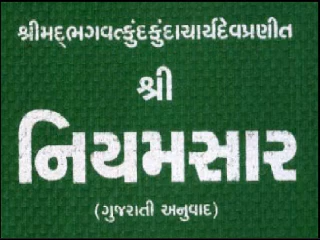 શ્રીમદ્‌ભગવત્કુંદકુંદાચાર્યદેવપ્રણીત
શ્રી
નિયમસાર
(ગુજરાતી અનુવાદ)